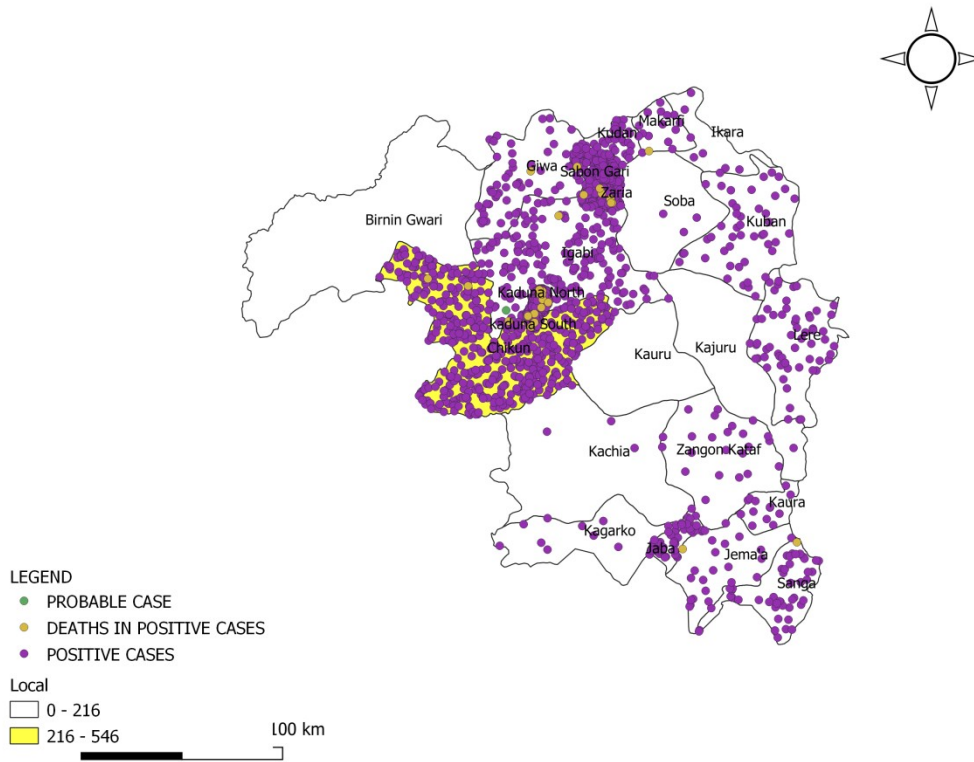 Makarfi
Kudan
Ikara
Giwa
Sabon Gari
Zaria
Soba
Birnin Gwari
Kuban
Igabi
Kaduna North
kaduna South
Chikun
Kauru
Kajuru
Lere
Kachia
Zangon Kataf
Kaura
Kagarko
Jaba
Jema'a
Sanga
LEGEND
PROBABLE CASE
DEATHS IN POSITIVE CASES
POSITIVE CASES
Local
0 - 216
216 - 546
100 km